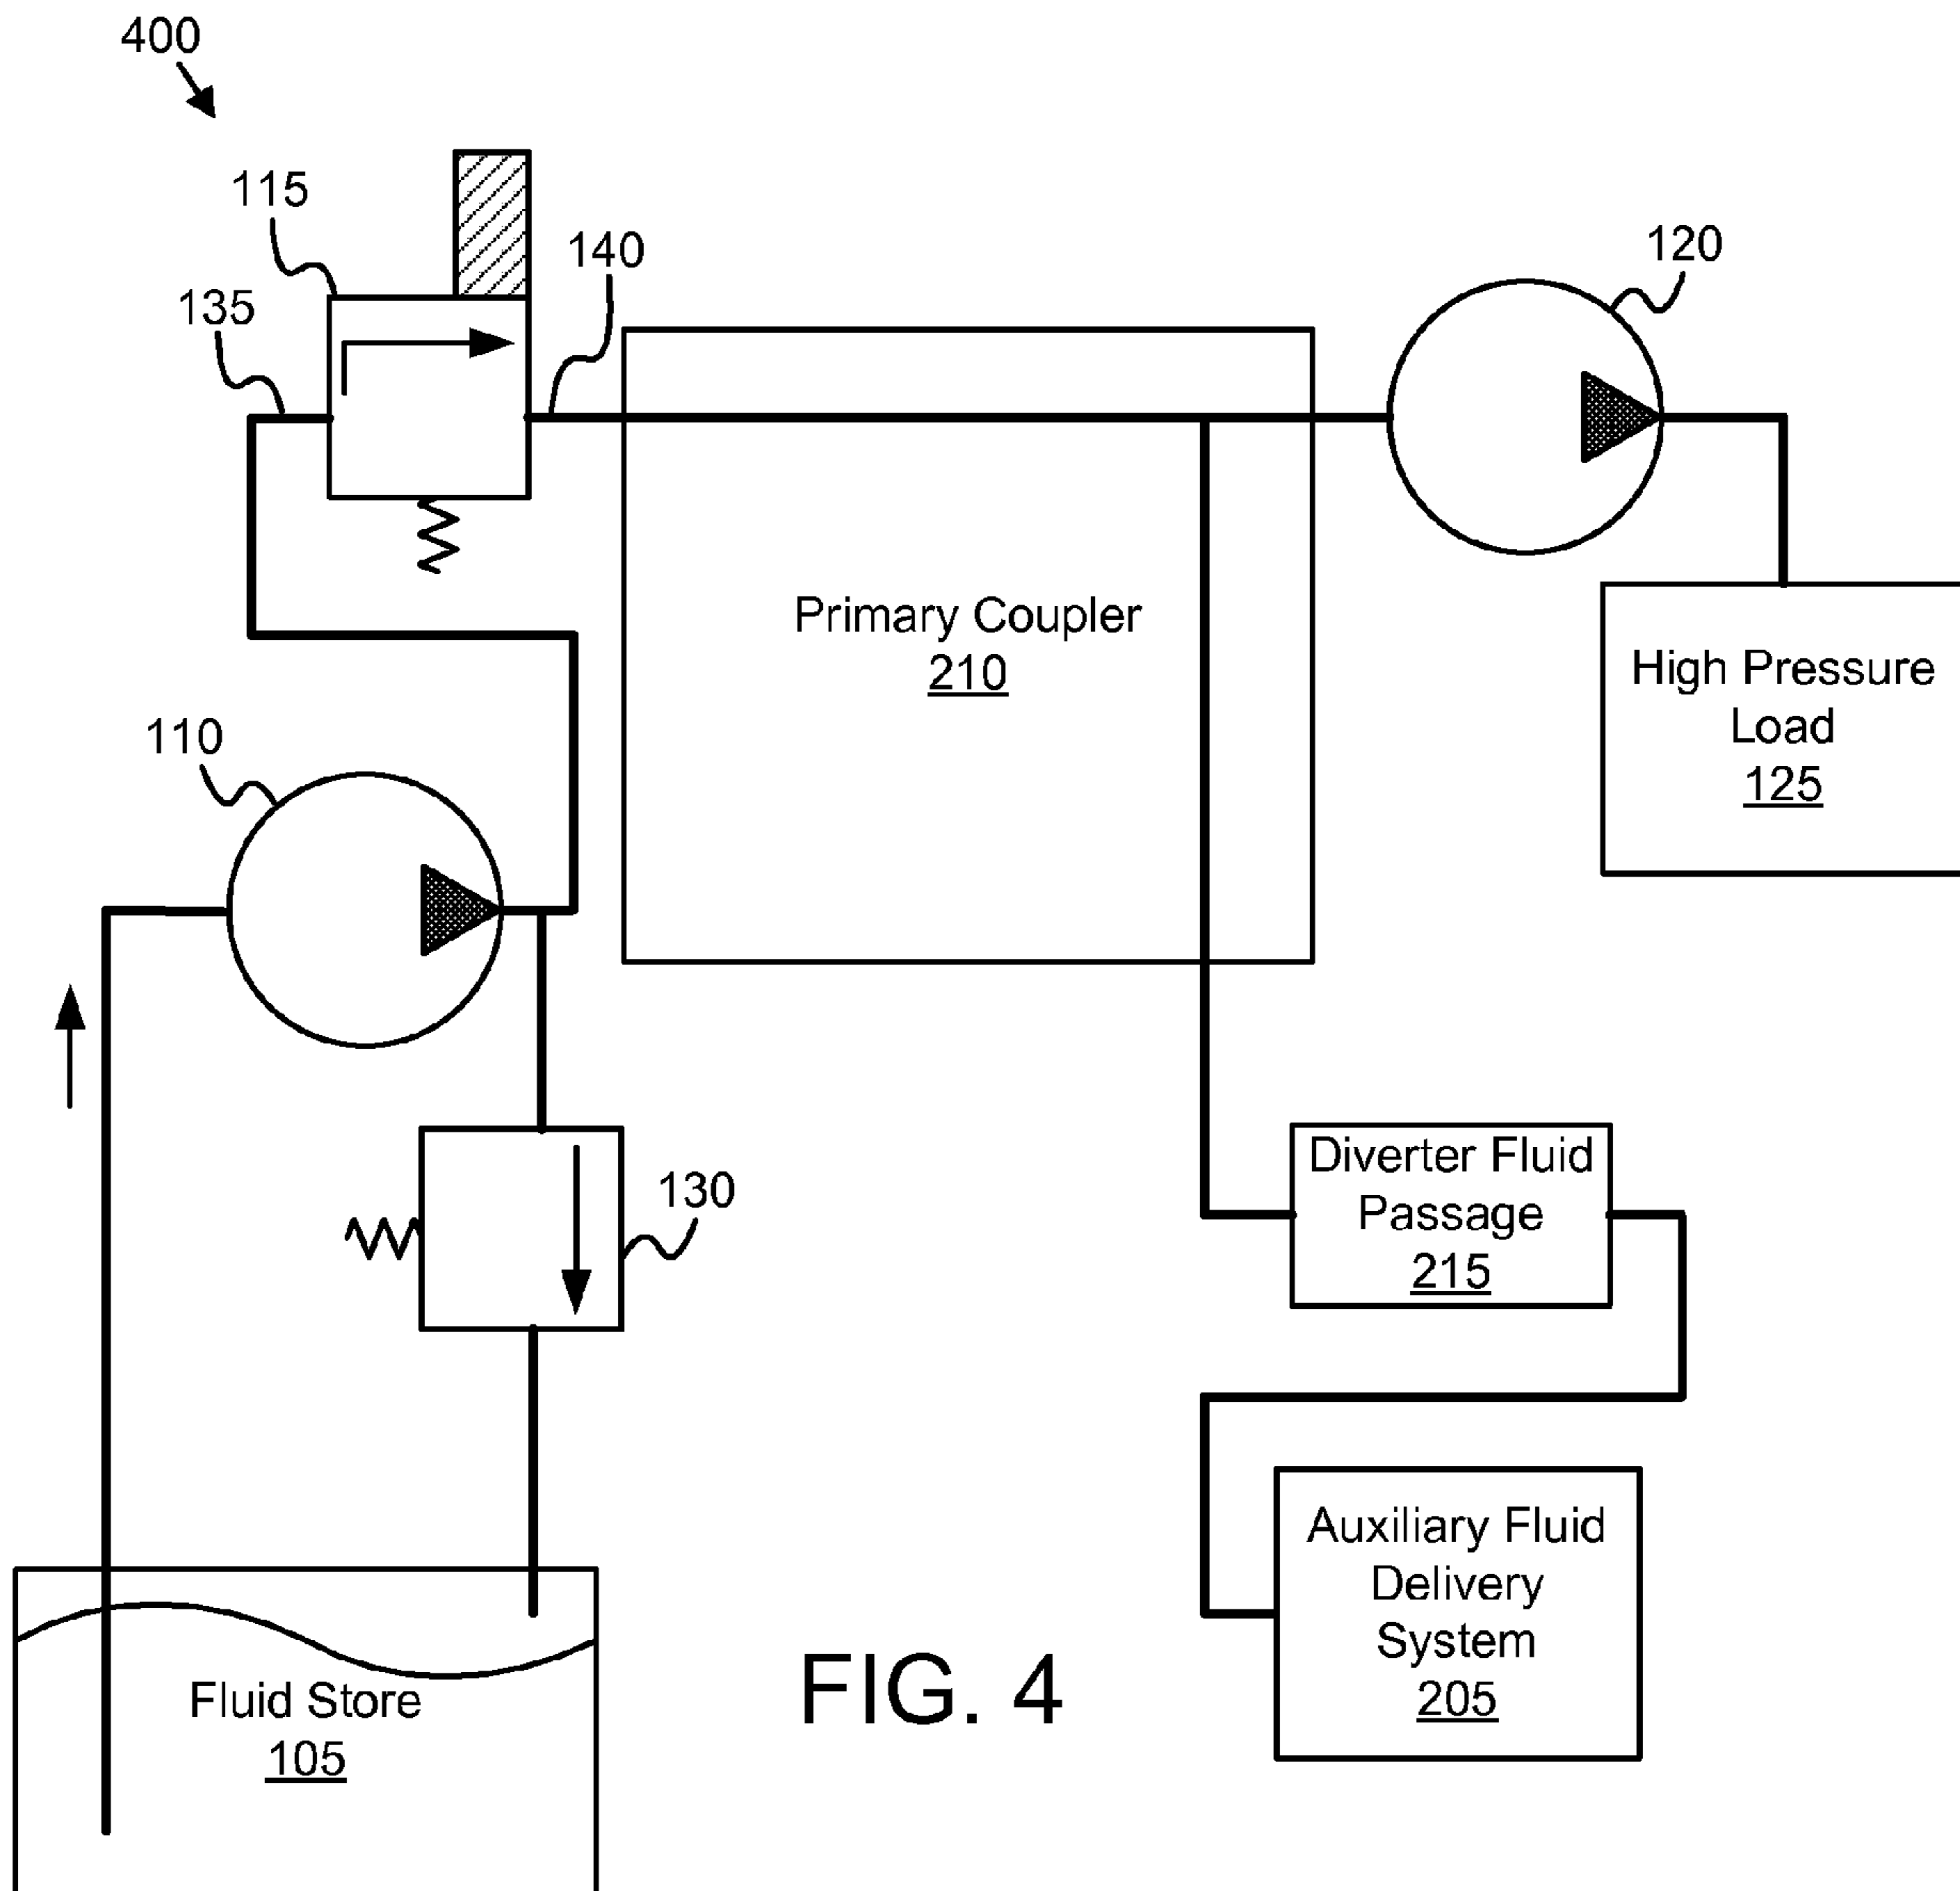 400
115
140
120
135
Primary Coupler
210
High Pressure
Load
125
110
130
Diverter Fluid
Passage
215
Auxiliary Fluid
Delivery
System
205
Fluid Store
105
FIG. 4